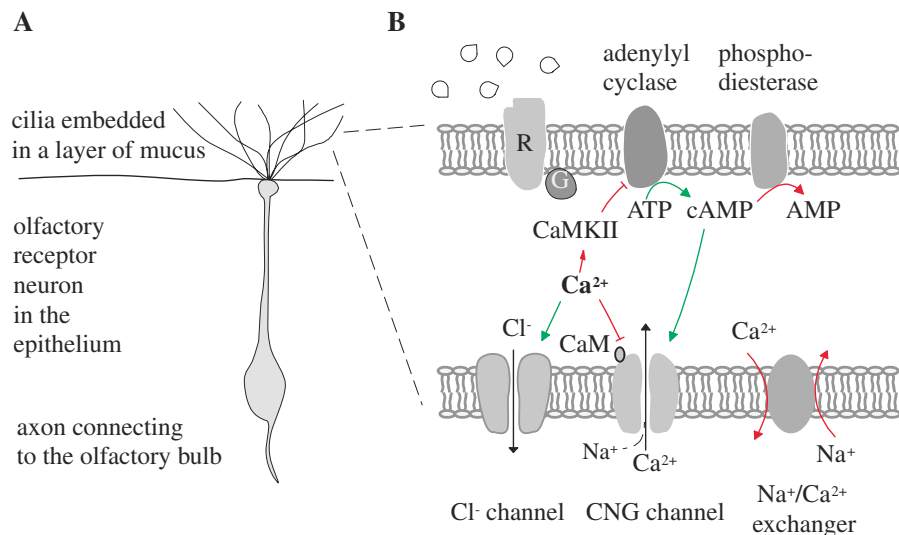 A
cilia embedded
in a layer of mucus
olfactory
receptor
neuron
in the
epithelium
axon connecting
to the olfactory bulb
B
adenylyl
cyclase
phospho-
diesterase
R
G
ATP
cAMP
AMP
CaMKII
Ca²⁺
Cl⁻
CaM
Ca²⁺
Na⁺
Ca²⁺
Na⁺
Cl⁻ channel
CNG channel
Na⁺/Ca²⁺
exchanger